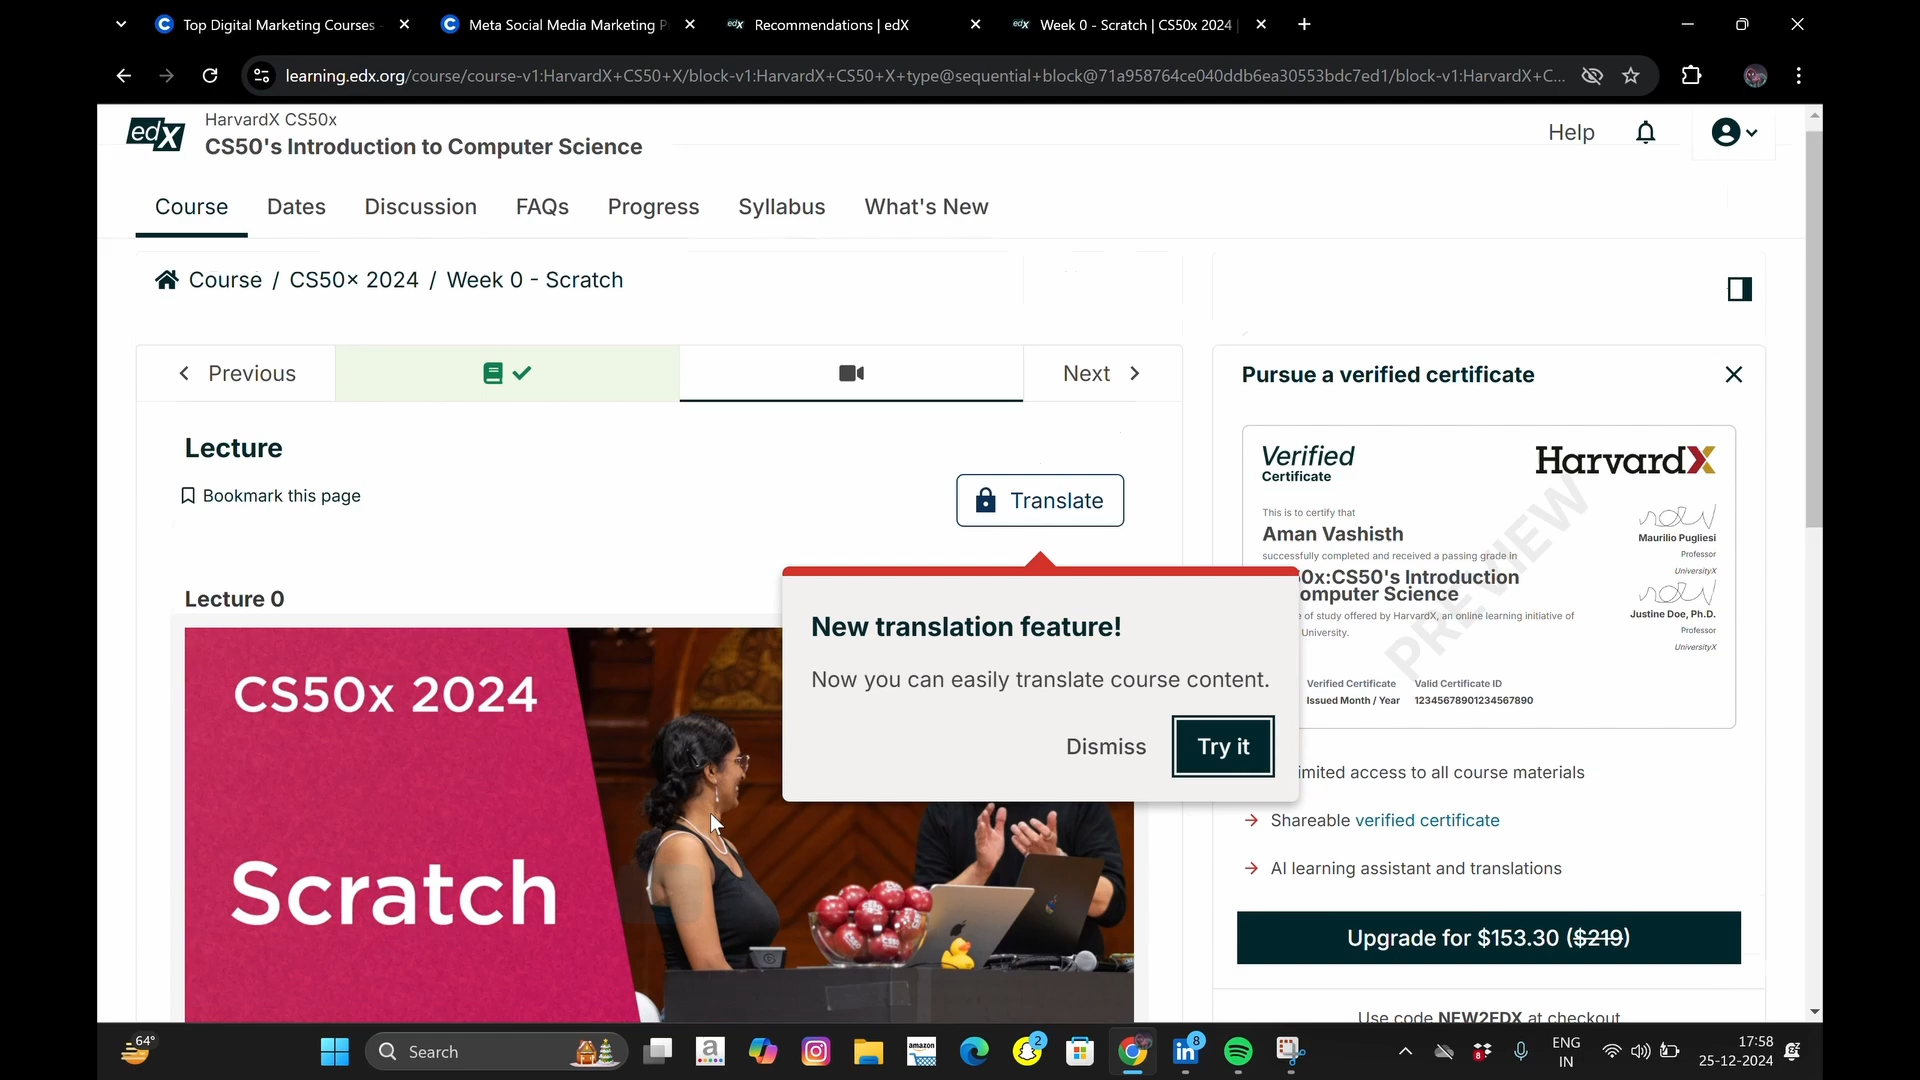 Top Digital Marketing Courses
Meta Social Media Marketing P
edX Recommendations | edX
edX Week 0 - Scratch | CS50x 2024 |
learning.edx.org/course/course-v1:HarvardX+CS50+X/block-v1:HarvardX+CS50+X+type@sequential+block@71a958764ce040ddb6ea30553bdc7ed1/block-v1:HarvardX+C...
edX
HarvardX CS50x
CS50's Introduction to Computer Science
Help
Course
Dates
Discussion
FAQs
Progress
Syllabus
What's New
Course / CS50x 2024 / Week 0 - Scratch
Previous
Next
Lecture
Bookmark this page
Translate
Lecture 0
CS50x 2024
Scratch
New translation feature!
Now you can easily translate course content.
Dismiss
Try it
Pursue a verified certificate
Verified
Certificate
HarvardX
This is to certify that
Aman Vashisth
successfully completed and received a passing grade in
0x:CS50's Introduction
omputer Science
e of study offered by HarvardX, an online learning initiative of
University.
PREVIEW
Maurilio Pugliesi
Professor
UniversityX
Justine Doe, Ph.D.
Professor
UniversityX
Verified Certificate
Issued Month / Year
Valid Certificate ID
12345678901234567890
imited access to all course materials
Shareable verified certificate
AI learning assistant and translations
Upgrade for $153.30 ($219)
Use code NEW2EDX at checkout
64°
Search
a
amazon
2
8
8
ENG
IN
17:58
25-12-2024